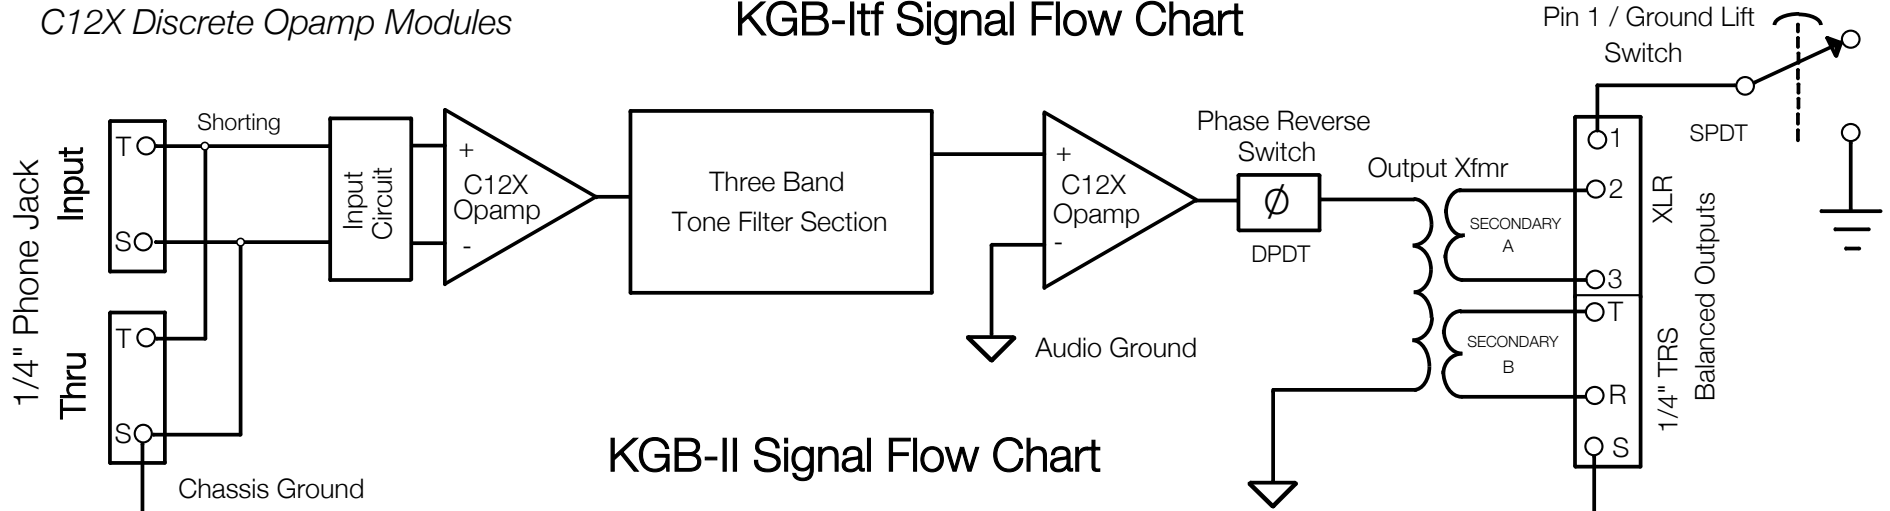 C12X Discrete Opamp Modules
KGB-Itf Signal Flow Chart
Pin 1 / Ground Lift
Switch
SPDT
1/4" Phone Jack
Input
Thru
T
S
T
S
Shorting
Input
Circuit
+
C12X
Opamp
-
Three Band
Tone Filter Section
+
C12X
Opamp
-
Audio Ground
Phase Reverse
Switch
Ø
DPDT
Output Xfmr
SECONDARY
A
SECONDARY
B
1
2
3
T
R
S
XLR
1/4" TRS
Balanced Outputs
Chassis Ground
KGB-II Signal Flow Chart